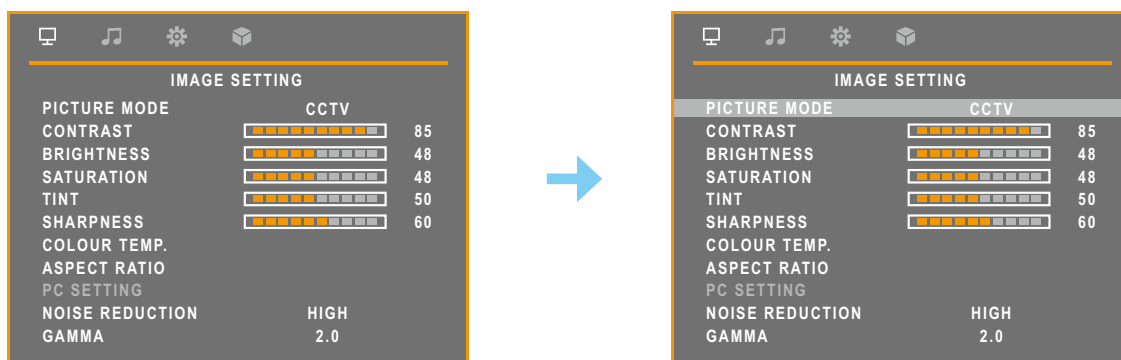 IMAGE SETTING
PICTURE MODE CCTV
CONTRAST 85
BRIGHTNESS 48
SATURATION 48
TINT 50
SHARPNESS 60
COLOUR TEMP.
ASPECT RATIO
PC SETTING
NOISE REDUCTION HIGH
GAMMA 2.0
IMAGE SETTING
PICTURE MODE CCTV
CONTRAST 85
BRIGHTNESS 48
SATURATION 48
TINT 50
SHARPNESS 60
COLOUR TEMP.
ASPECT RATIO
PC SETTING
NOISE REDUCTION HIGH
GAMMA 2.0